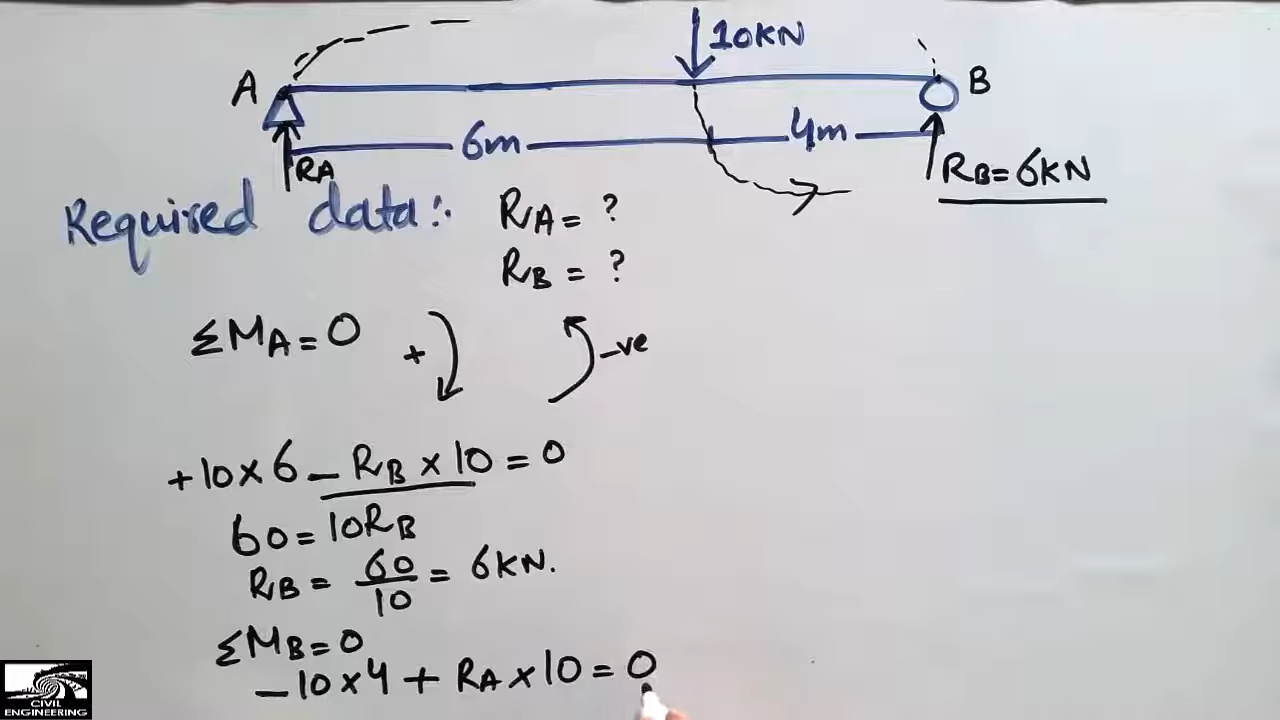 10KN
A
B
6m
4m
RA
RB=6KN
Required data:
RA= ?
RB = ?
ΣMA=0 + -ve
+10×6 - RB × 10 = 0
60=10RB
RB = 60/10 = 6KN.
ΣMB=0
-10×4 + RA×10=0
CIVIL
ENGINEERING